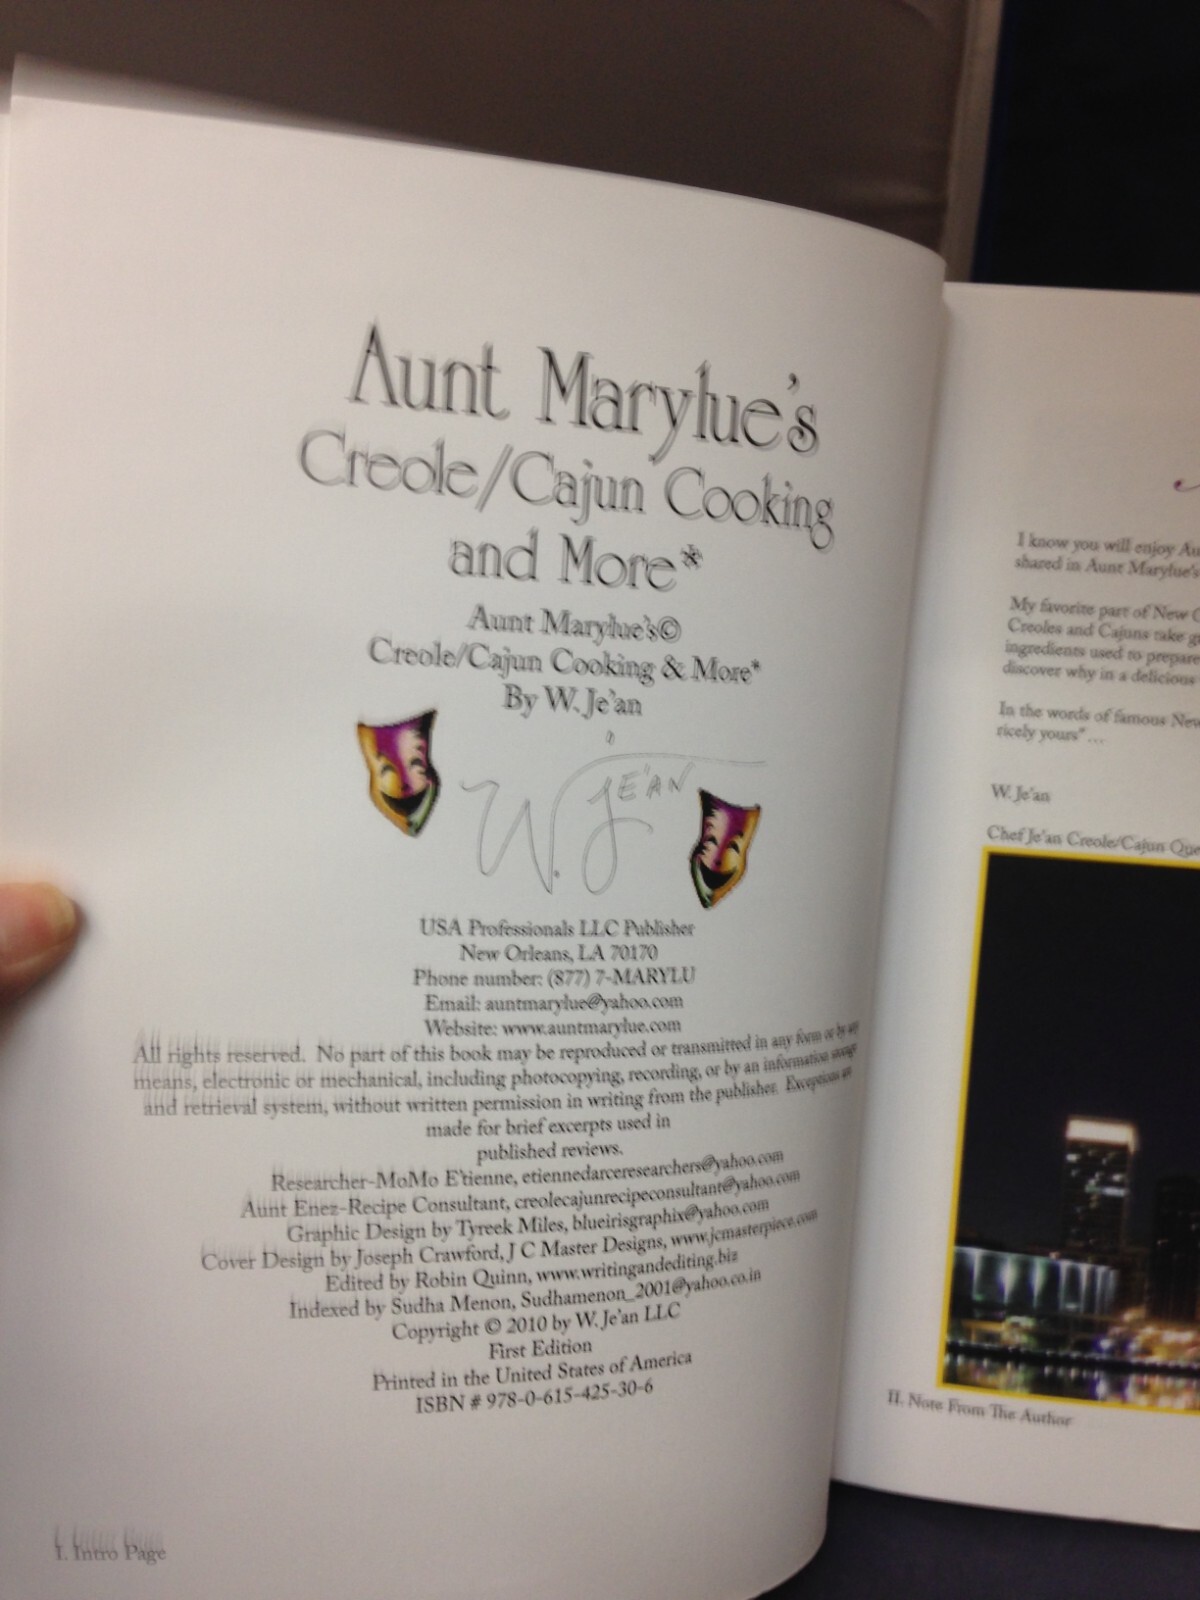 Aunt Marylue's
Creole/Cajun Cooking
and More*
Aunt Marylue's©
Creole/Cajun Cooking & More*
By W. Je'an
W. JE'AN
USA Professionals LLC Publisher
New Orleans, LA 70170
Phone number: (877) 7-MARYLU
Email: auntmarylue@yahoo.com
Website: www.auntmarylue.com
All rights reserved. No part of this book may be reproduced or transmitted in any form or by any
means, electronic or mechanical, including photocopying, recording, or by an information storage
and retrieval system, without written permission in writing from the publisher. Exceptions are
made for brief excerpts used in
published reviews.
Researcher-MoMo E'tienne, etiennedarceresearchers@yahoo.com
Aunt Enez-Recipe Consultant, creolecajunrecipeconsultant@yahoo.com
Graphic Design by Tyreek Miles, blueirisgraphix@yahoo.com
Cover Design by Joseph Crawford, J C Master Designs, www.jcmasterpiece.com
Edited by Robin Quinn, www.writingandediting.biz
Indexed by Sudha Menon, Sudhamenon_2001@yahoo.co.in
Copyright © 2010 by W. Je'an LLC
First Edition
Printed in the United States of America
ISBN # 978-0-615-425-30-6
I. Intro Page
I know you will enjoy
shared in Aunt Marylue's
My favorite part of New
Creoles and Cajuns take
ingredients used to prepare
discover why in a delicious
In the words of famous New
ricely yours" ...
W. Je'an
Chef Je'an Creole/Cajun
II. Note From The Author